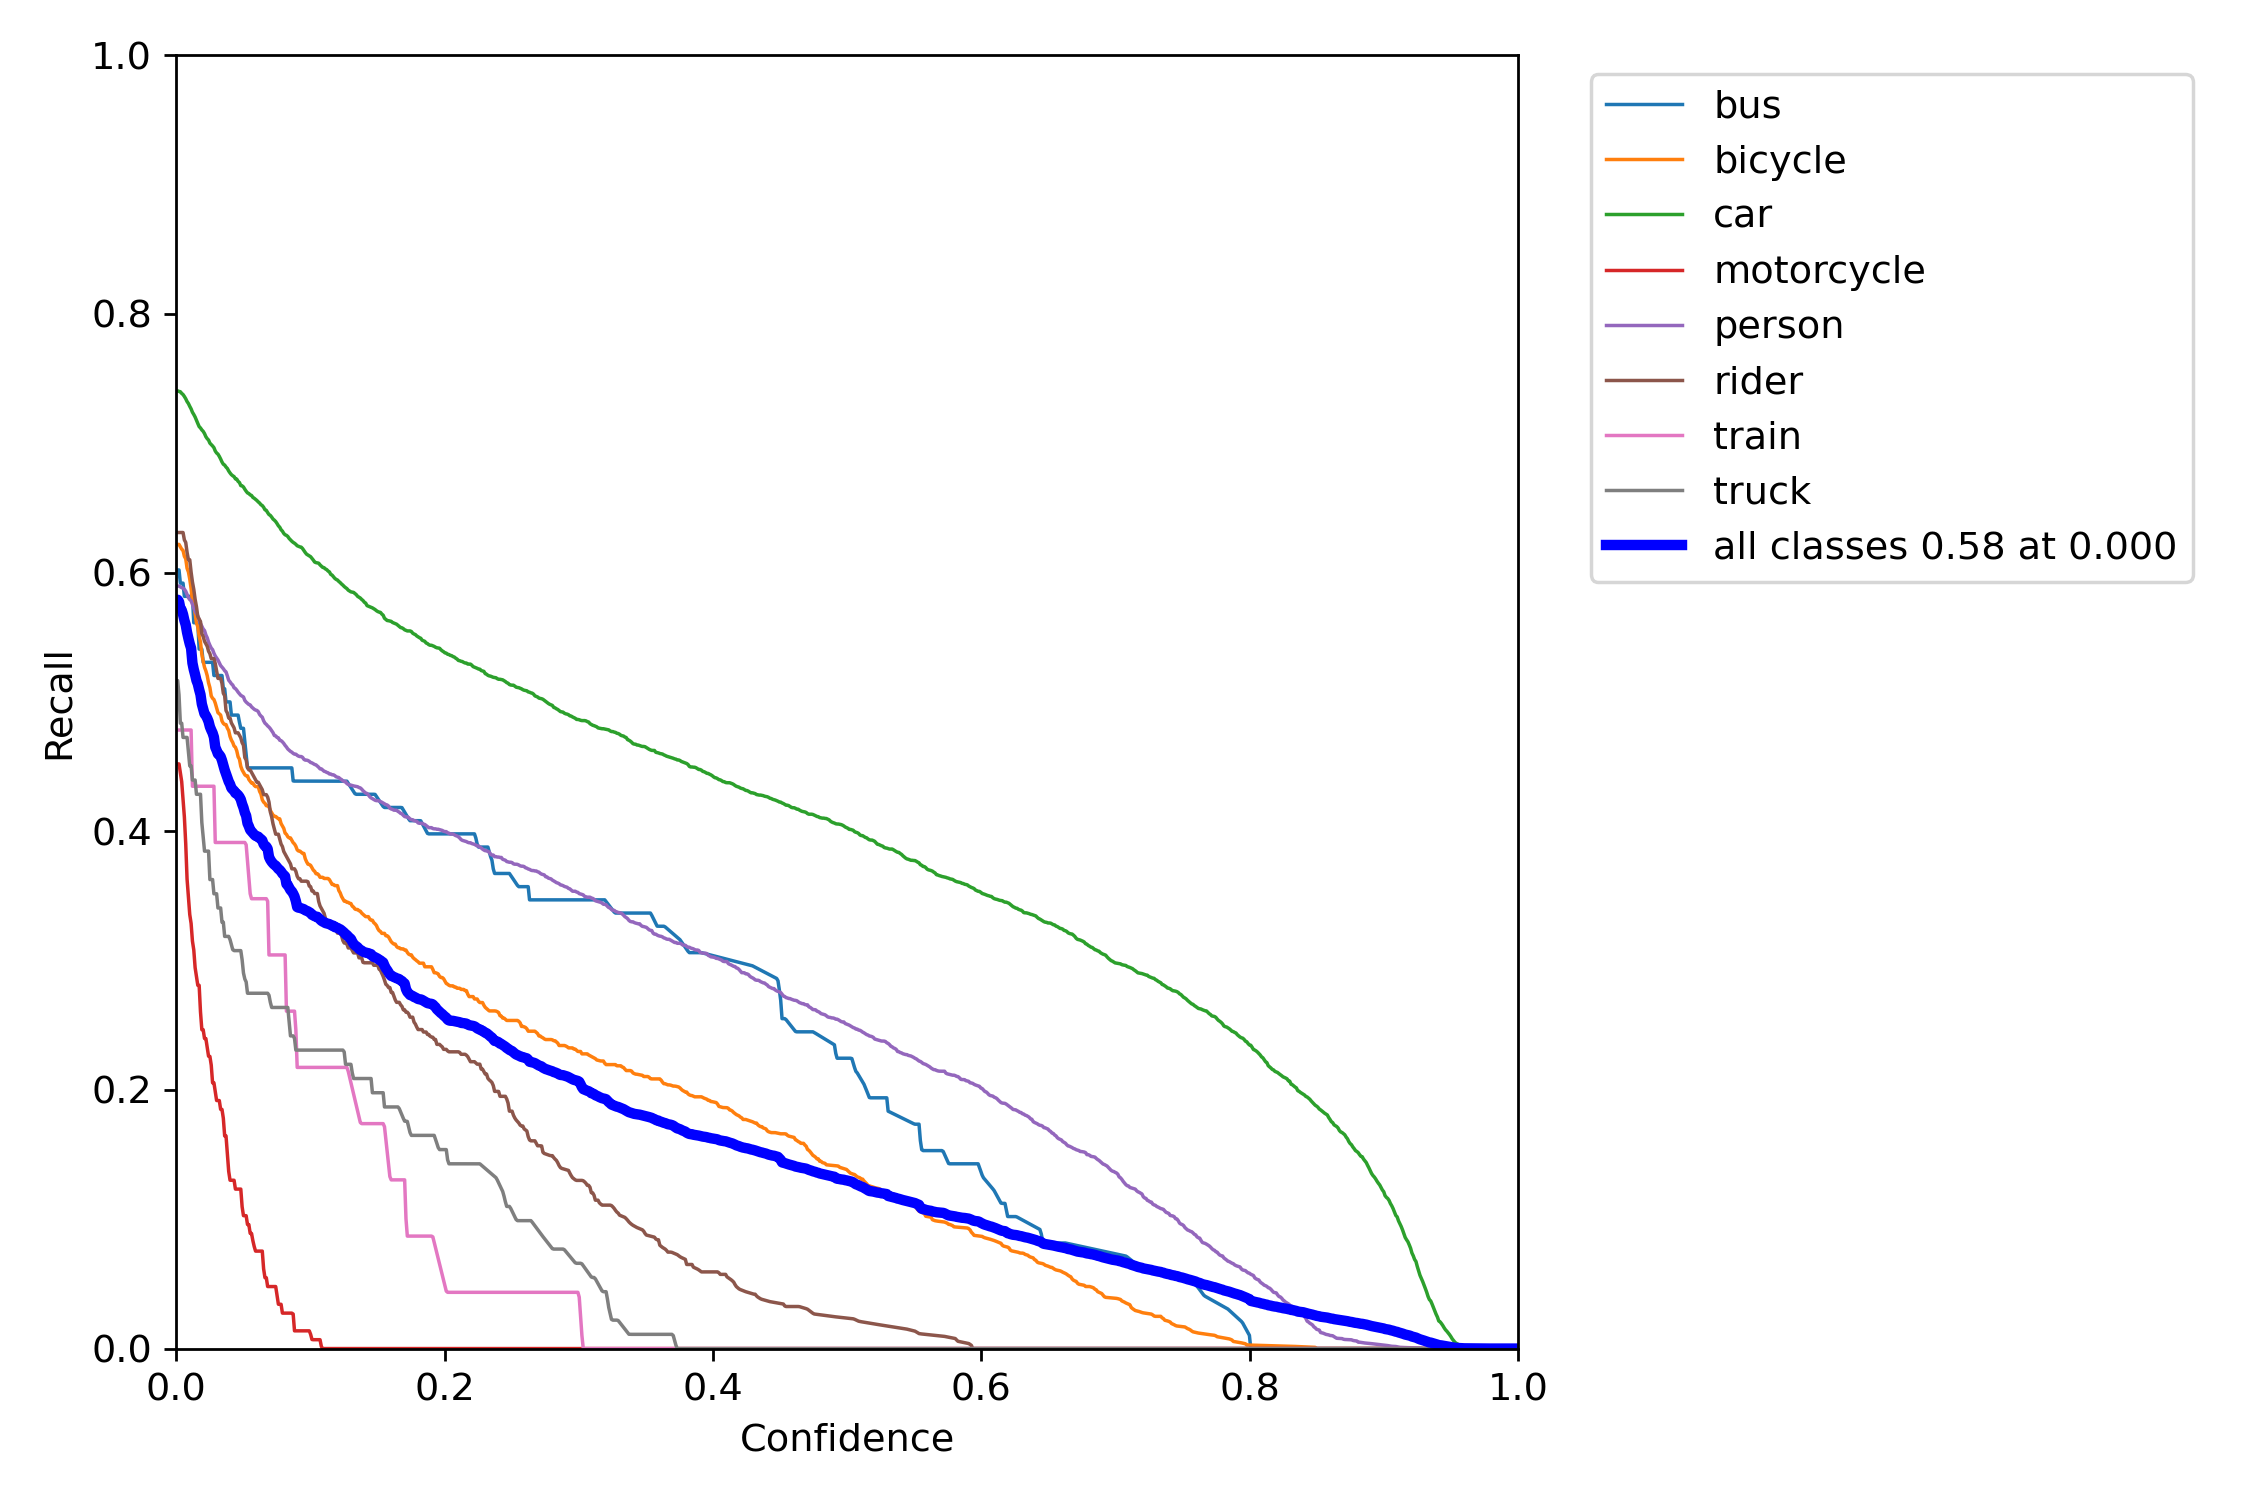 1.0
0.8
0.6
0.4
0.2
0.0
Recall
0.0 0.2 0.4 0.6 0.8 1.0
Confidence
bus
bicycle
car
motorcycle
person
rider
train
truck
all classes 0.58 at 0.000